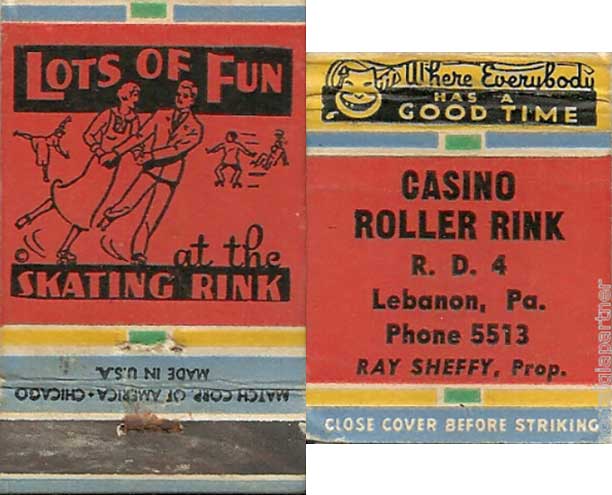 LOTS OF FUN
at the
SKATING RINK
©
MATCH CORP. OF AMERICA • CHICAGO
MADE IN U.S.A.
Where Everybody
HAS A
GOOD TIME
CASINO
ROLLER RINK
R. D. 4
Lebanon, Pa.
Phone 5513
RAY SHEFFY, Prop.
CLOSE COVER BEFORE STRIKING